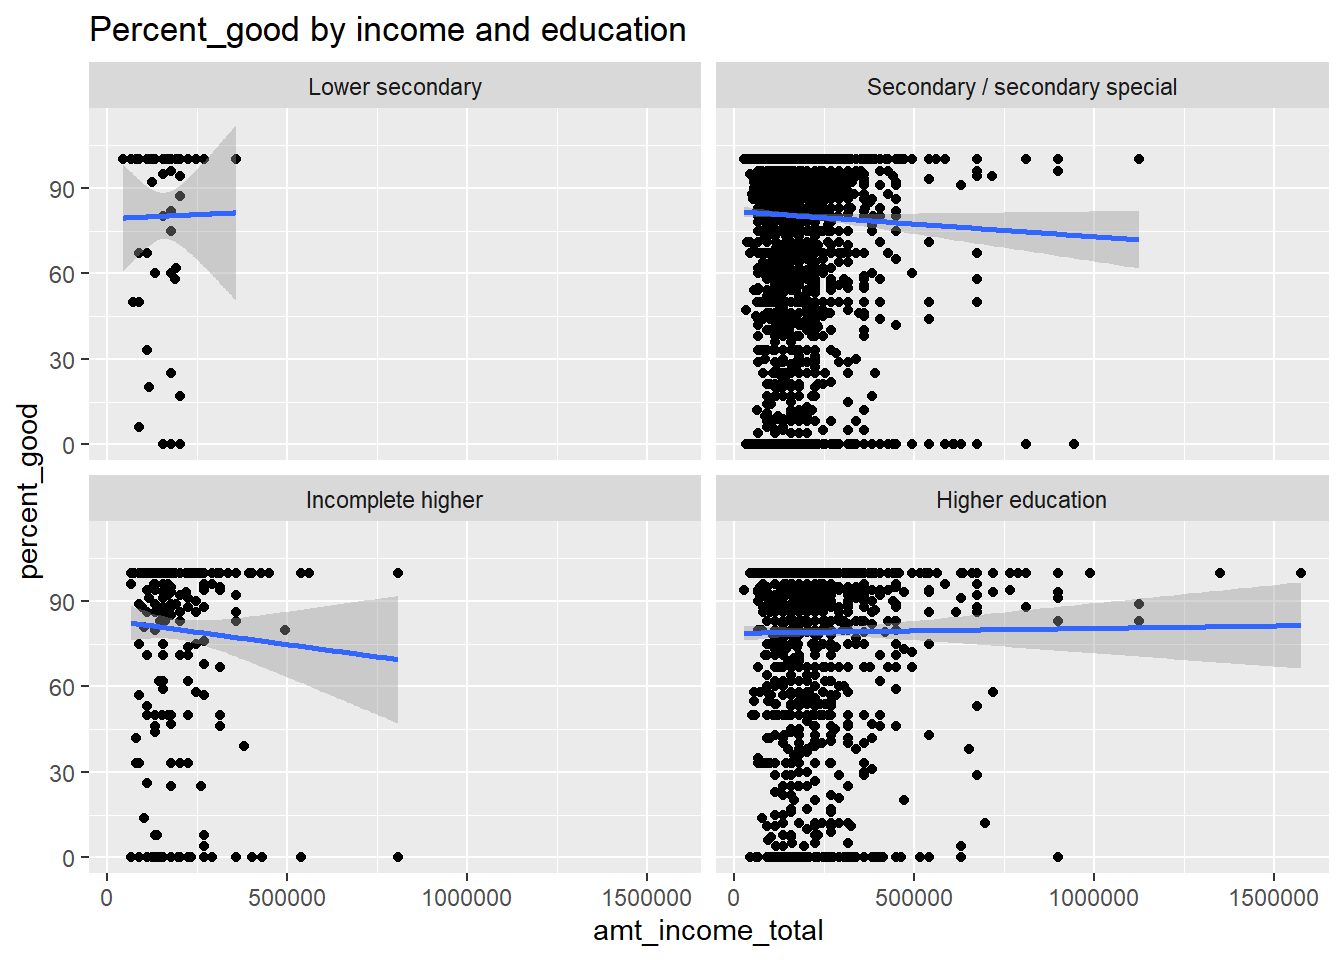 Percent_good by income and education
Lower secondary
Secondary / secondary special
90
60
30
0
Incomplete higher
Higher education
90
60
30
0
percent_good
0
500000
1000000
1500000
0
500000
1000000
1500000
amt_income_total